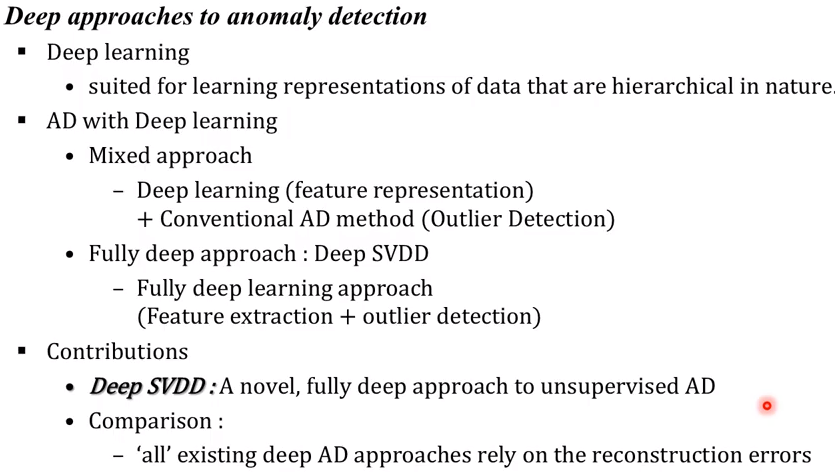 Deep approaches to anomaly detection
▪ Deep learning
• suited for learning representations of data that are hierarchical in nature.
▪ AD with Deep learning
• Mixed approach
– Deep learning (feature representation)
+ Conventional AD method (Outlier Detection)
• Fully deep approach : Deep SVDD
– Fully deep learning approach
(Feature extraction + outlier detection)
▪ Contributions
• Deep SVDD : A novel, fully deep approach to unsupervised AD
• Comparison :
– ‘all’ existing deep AD approaches rely on the reconstruction errors